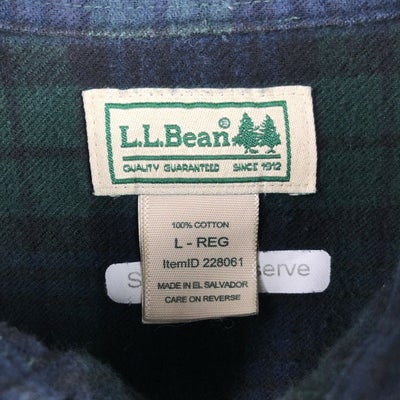 L.L.Bean®
QUALITY GUARANTEED SINCE 1912
100% COTTON
L - REG
ItemID 228061
MADE IN EL SALVADOR
CARE ON REVERSE